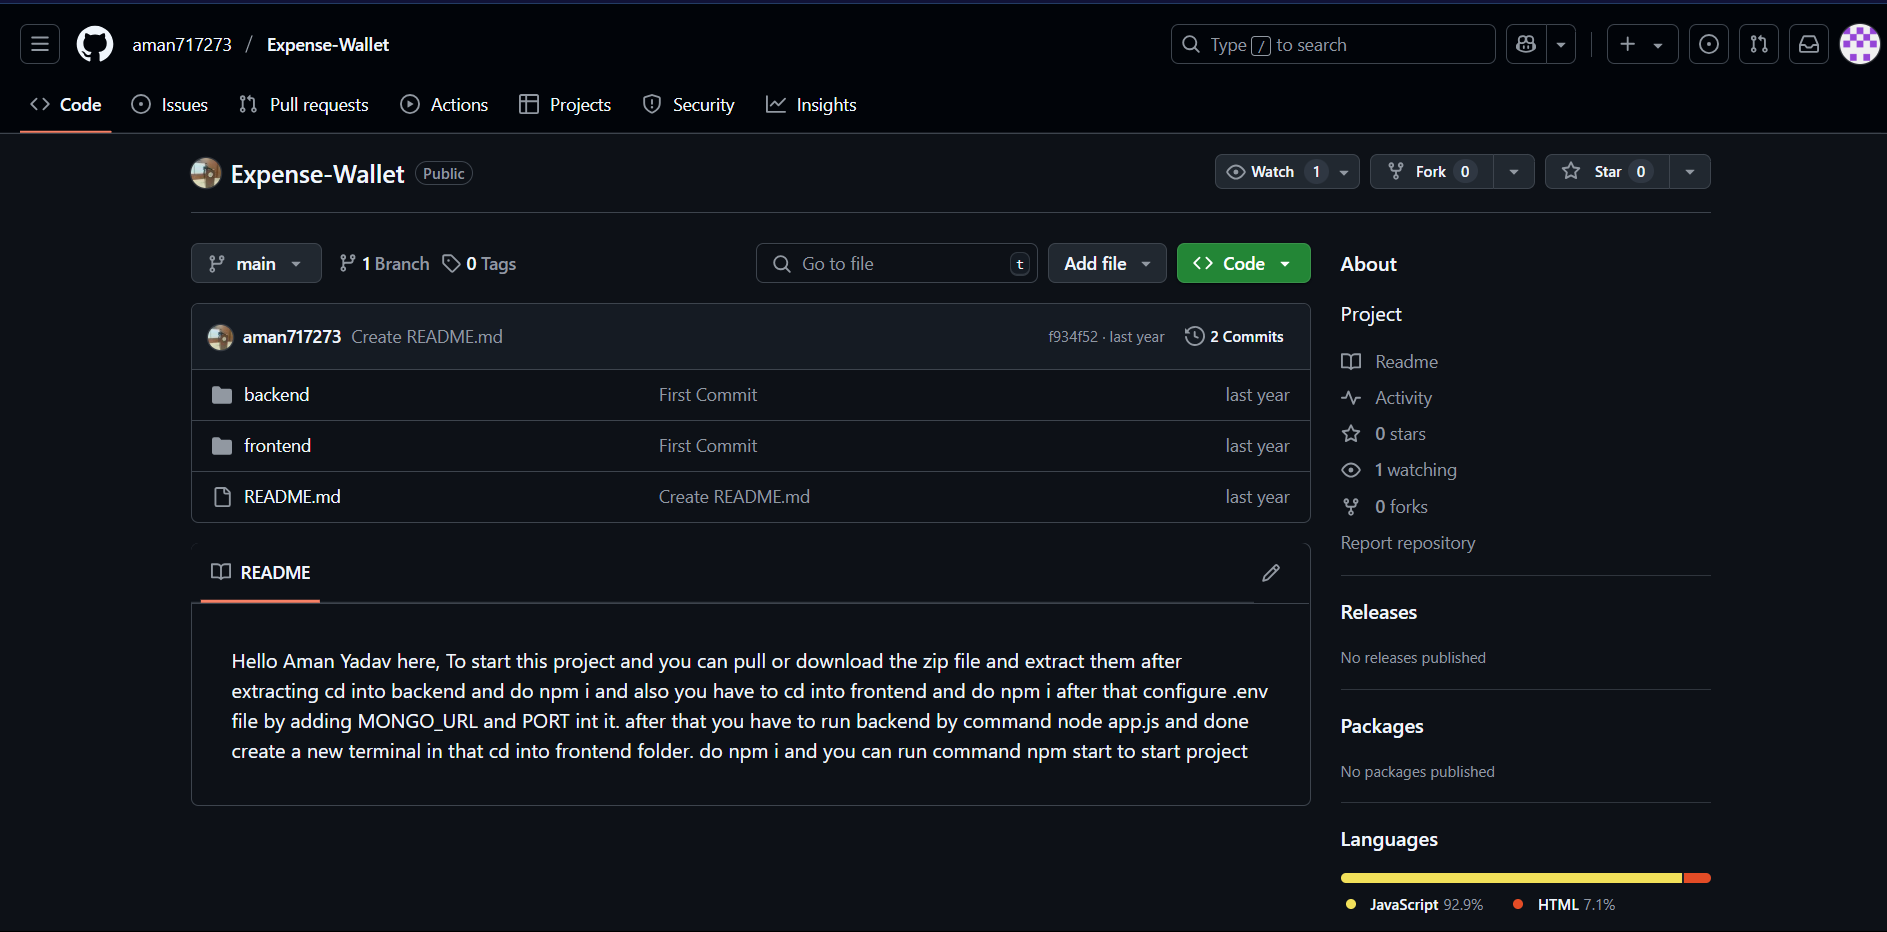 aman717273 / Expense-Wallet
Type / to search
Code
Issues
Pull requests
Actions
Projects
Security
Insights
Expense-Wallet Public
Watch 1
Fork 0
Star 0
main
1 Branch
0 Tags
Go to file t
Add file
Code
aman717273 Create README.md f934f52 · last year 2 Commits
backend First Commit last year
frontend First Commit last year
README.md Create README.md last year
README
Hello Aman Yadav here, To start this project and you can pull or download the zip file and extract them after
extracting cd into backend and do npm i and also you have to cd into frontend and do npm i after that configure .env
file by adding MONGO_URL and PORT int it. after that you have to run backend by command node app.js and done
create a new terminal in that cd into frontend folder. do npm i and you can run command npm start to start project
About
Project
Readme
Activity
0 stars
1 watching
0 forks
Report repository
Releases
No releases published
Packages
No packages published
Languages
JavaScript 92.9% HTML 7.1%